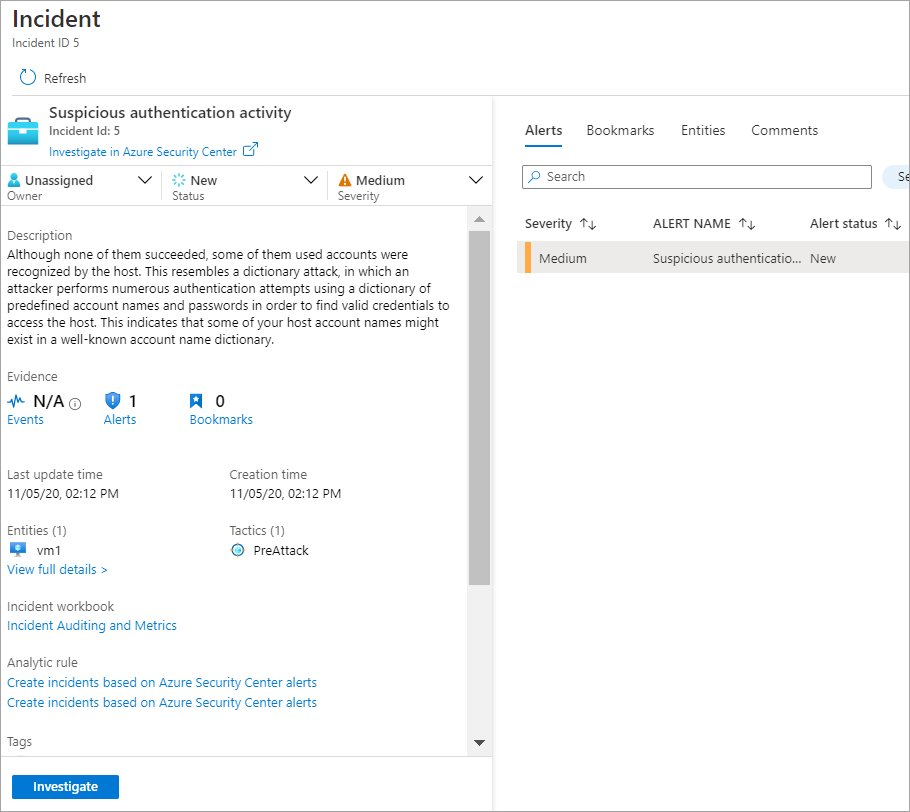 Incident
Incident ID 5
Refresh
Suspicious authentication activity
Incident Id: 5
Investigate in Azure Security Center
Unassigned
Owner
New
Status
Medium
Severity
Description
Although none of them succeeded, some of them used accounts were
recognized by the host. This resembles a dictionary attack, in which an
attacker performs numerous authentication attempts using a dictionary of
predefined account names and passwords in order to find valid credentials to
access the host. This indicates that some of your host account names might
exist in a well-known account name dictionary.
Evidence
N/A
Events
1
Alerts
0
Bookmarks
Last update time
11/05/20, 02:12 PM
Creation time
11/05/20, 02:12 PM
Entities (1)
vm1
View full details >
Tactics (1)
PreAttack
Incident workbook
Incident Auditing and Metrics
Analytic rule
Create incidents based on Azure Security Center alerts
Create incidents based on Azure Security Center alerts
Tags
Investigate
Alerts Bookmarks Entities Comments
Search
Se
Severity ALERT NAME Alert status
Medium Suspicious authenticatio... New